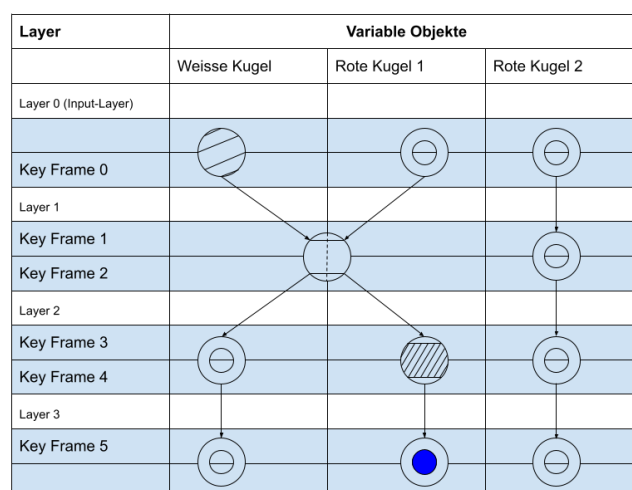 Layer Variable Objekte
Weisse Kugel Rote Kugel 1 Rote Kugel 2
Layer 0 (Input-Layer)
Key Frame 0
Layer 1
Key Frame 1
Key Frame 2
Layer 2
Key Frame 3
Key Frame 4
Layer 3
Key Frame 5